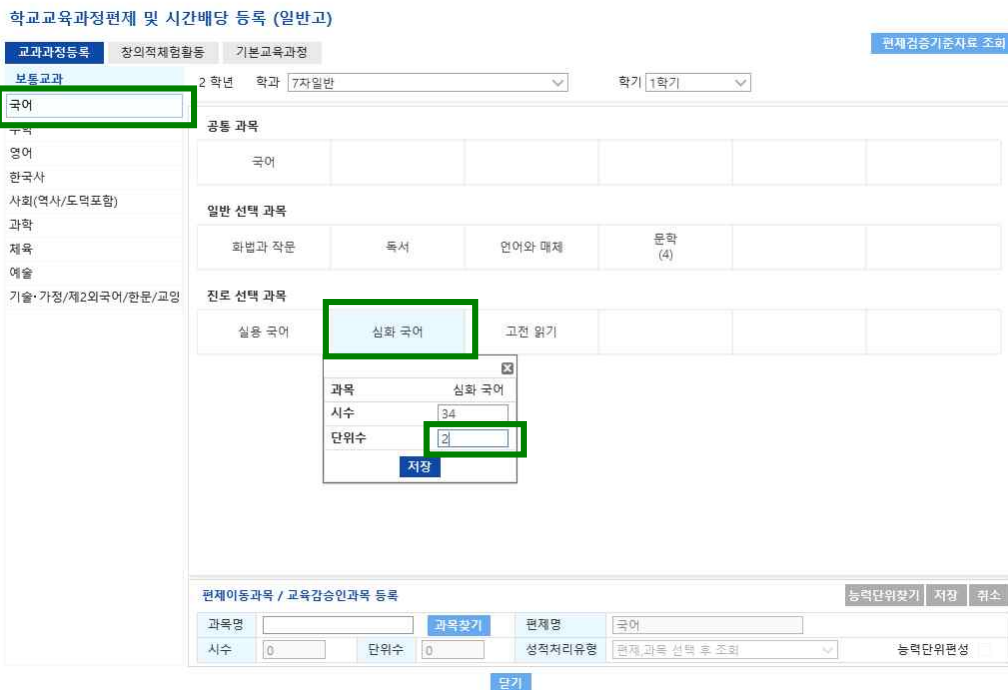 학교교육과정편제 및 시간배당 등록 (일반고)
편제검증기준자료 조회
교과과정등록 창의적체험활동 기본교육과정
보통교과
2 학년 학과 7차일반 학기 1학기
국어
영어
한국사
사회(역사/도덕포함)
과학
체육
예술
기술·가정/제2외국어/한문/교양
공통 과목
국어
일반 선택 과목
화법과 작문 독서 언어와 매체 문학
(4)
진로 선택 과목
실용 국어 심화 국어 고전 읽기
과목 심화 국어
시수 34
단위수 2
저장
편제이동과목 / 교육감승인과목 등록 능력단위찾기 저장 취소
과목명 과목찾기 편제명 국어
시수 0 단위수 0 성적처리유형 편제,과목 선택 후 조회 능력단위편성
닫기